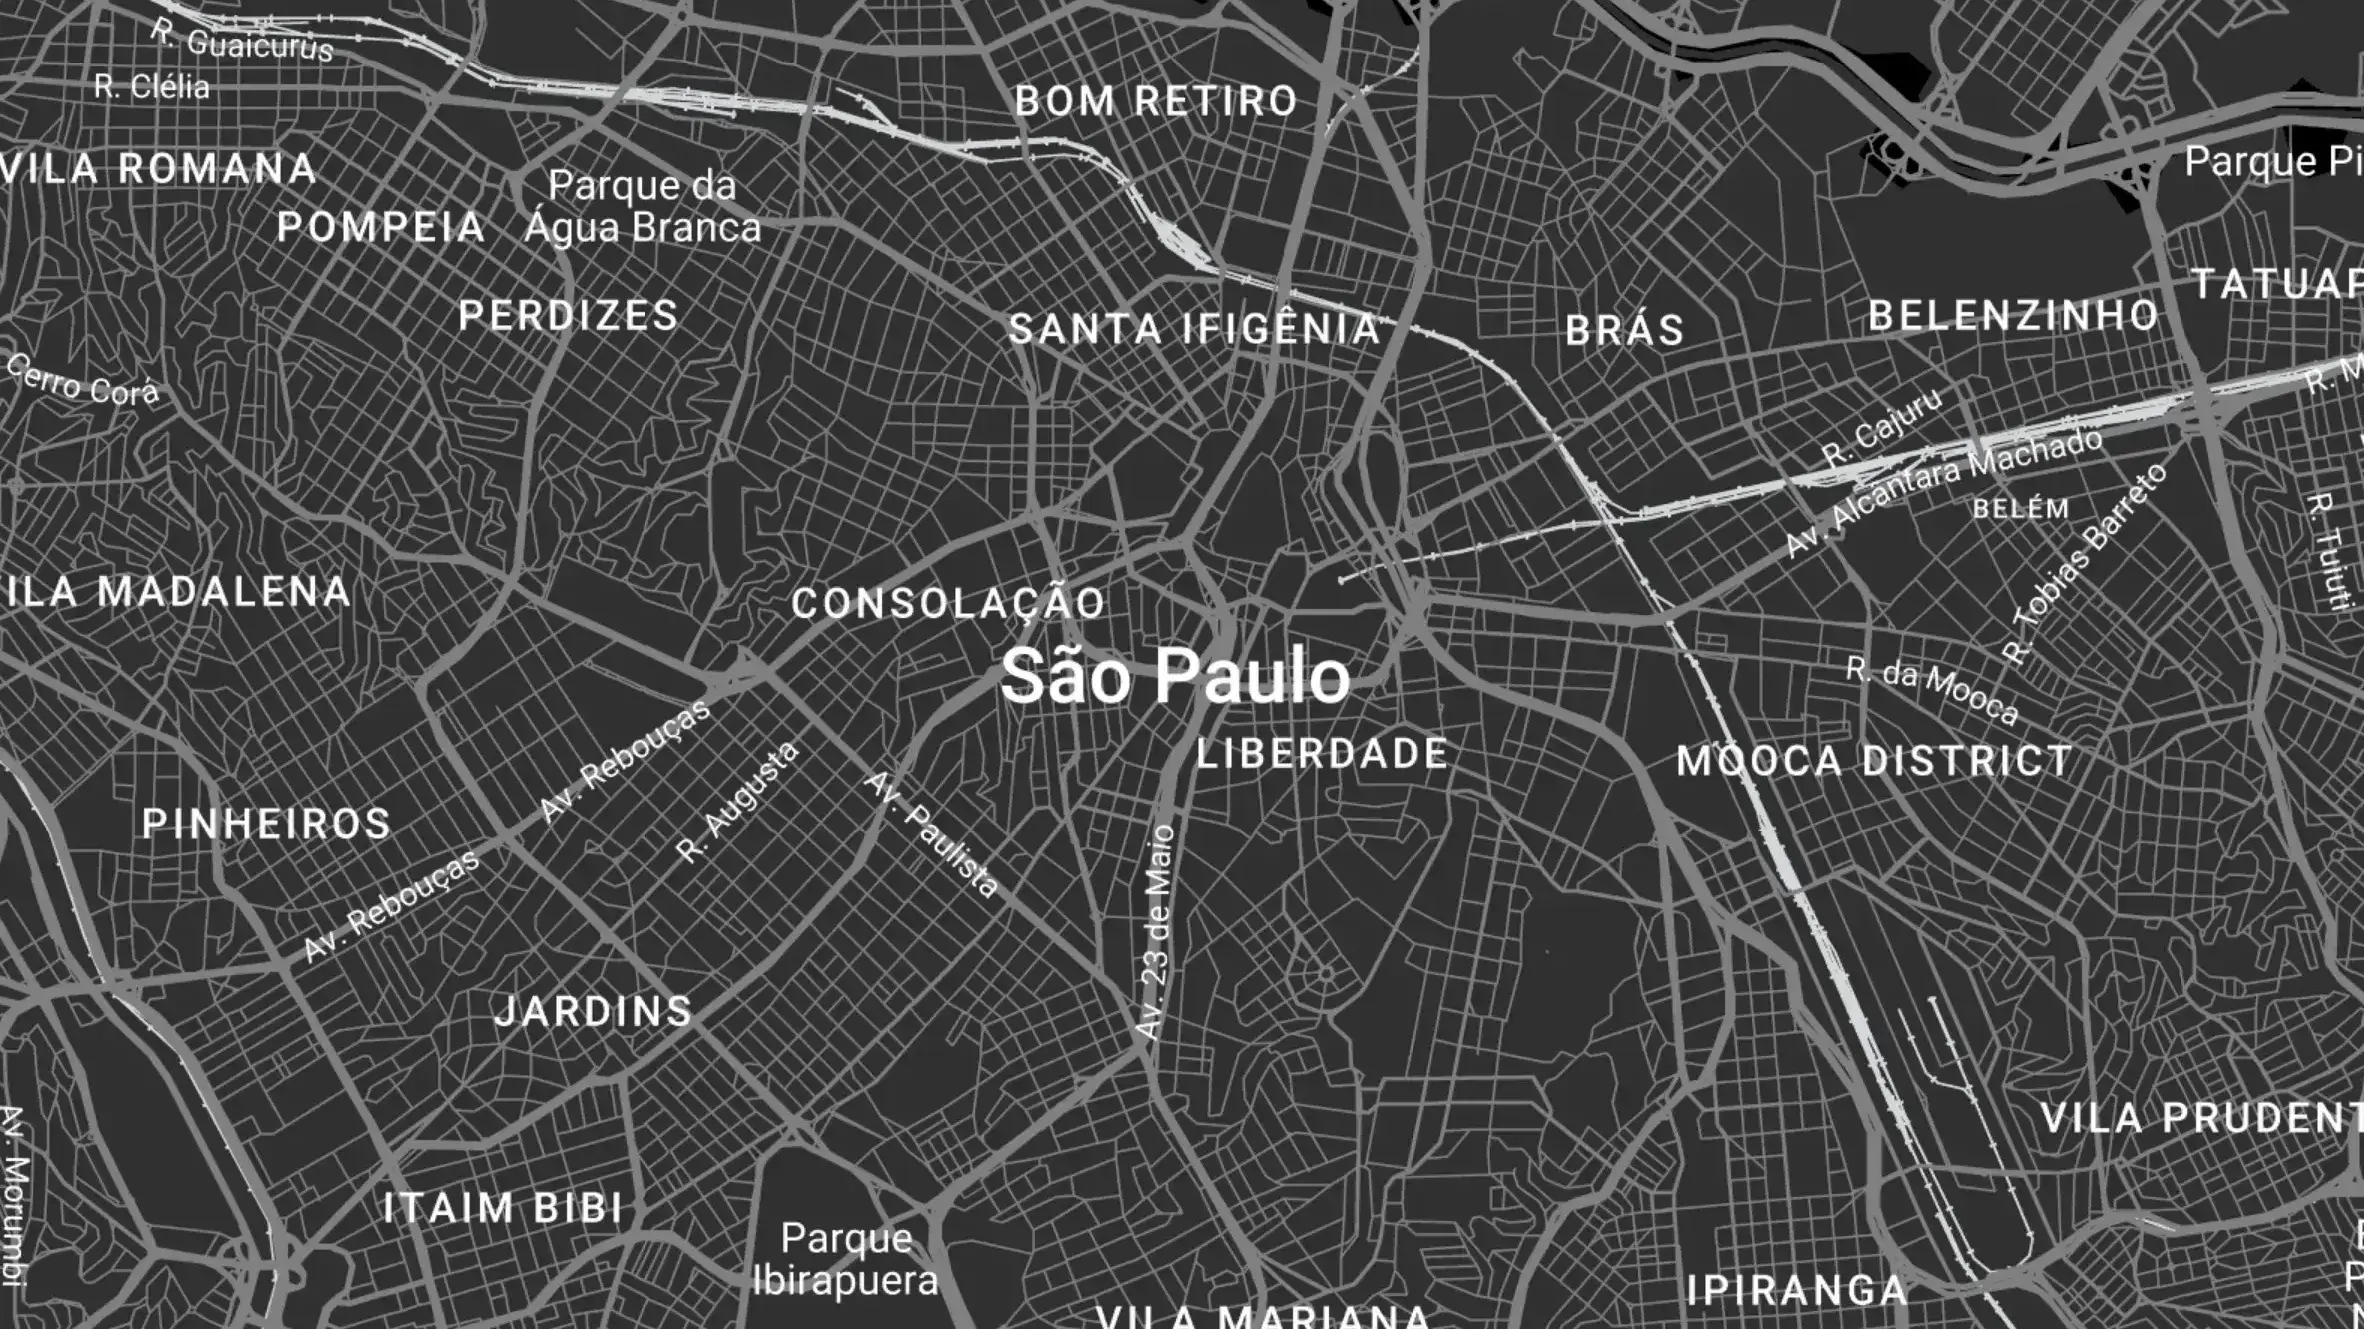 R. Guaicurus
R. Clélia
BOM RETIRO
VILA ROMANA
Parque Pi
Parque da
Água Branca
POMPEIA
TATUAP
PERDIZES
SANTA IFIGÊNIA
BRÁS
BELENZINHO
Cerro Corá
R. M
R. Cajuru
Av. Alcântara Machado
BELÉM
R. Tobias Barreto
R. Tuiuti
ILA MADALENA
CONSOLAÇÃO
São Paulo
R. da Mooca
Av. Rebouças
LIBERDADE
MOOCA DISTRICT
R. Augusta
Av. Paulista
PINHEIROS
Av. Rebouças
Av. 23 de Maio
JARDINS
VILA PRUDENT
Av. Morumbi
ITAIM BIBI
Parque
Ibirapuera
IPIRANGA
VILA MARIANA